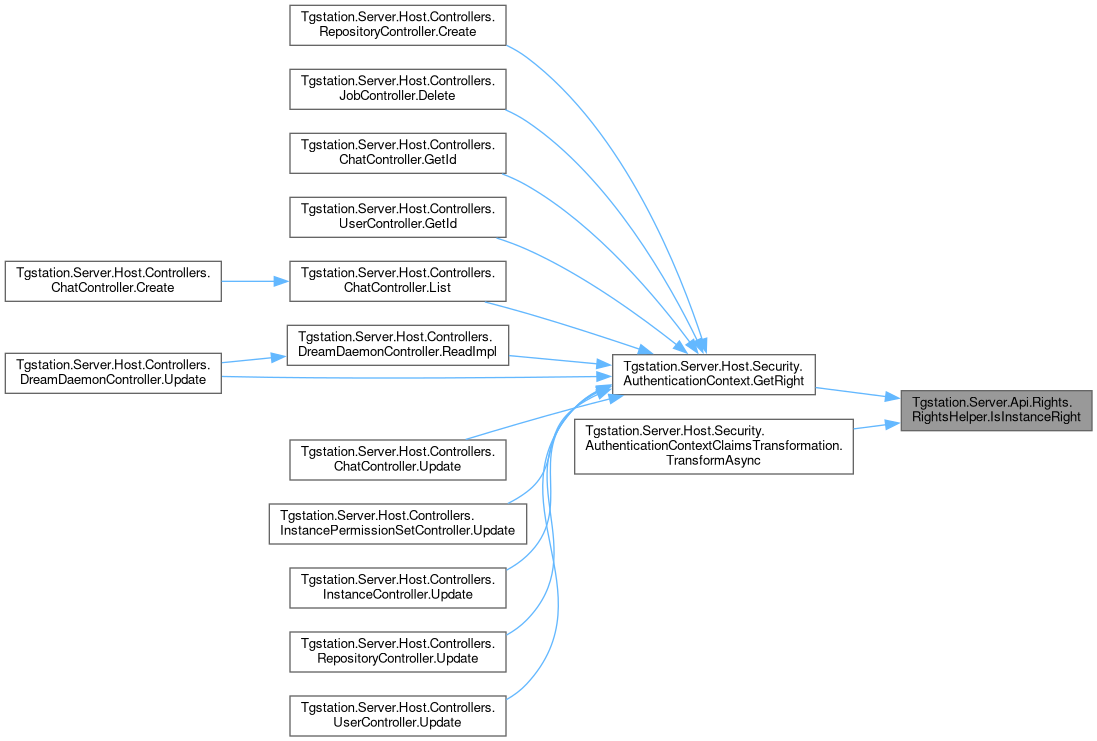 Tgstation.Server.Host.Controllers.
RepositoryController.Create
Tgstation.Server.Host.Controllers.
JobController.Delete
Tgstation.Server.Host.Controllers.
ChatController.GetId
Tgstation.Server.Host.Controllers.
UserController.GetId
Tgstation.Server.Host.Controllers.
ChatController.Create
Tgstation.Server.Host.Controllers.
ChatController.List
Tgstation.Server.Host.Controllers.
DreamDaemonController.Update
Tgstation.Server.Host.Controllers.
DreamDaemonController.ReadImpl
Tgstation.Server.Host.Security.
AuthenticationContext.GetRight
Tgstation.Server.Api.Rights.
RightsHelper.IsInstanceRight
Tgstation.Server.Host.Security.
AuthenticationContextClaimsTransformation.
TransformAsync
Tgstation.Server.Host.Controllers.
ChatController.Update
Tgstation.Server.Host.Controllers.
InstancePermissionSetController.Update
Tgstation.Server.Host.Controllers.
InstanceController.Update
Tgstation.Server.Host.Controllers.
RepositoryController.Update
Tgstation.Server.Host.Controllers.
UserController.Update